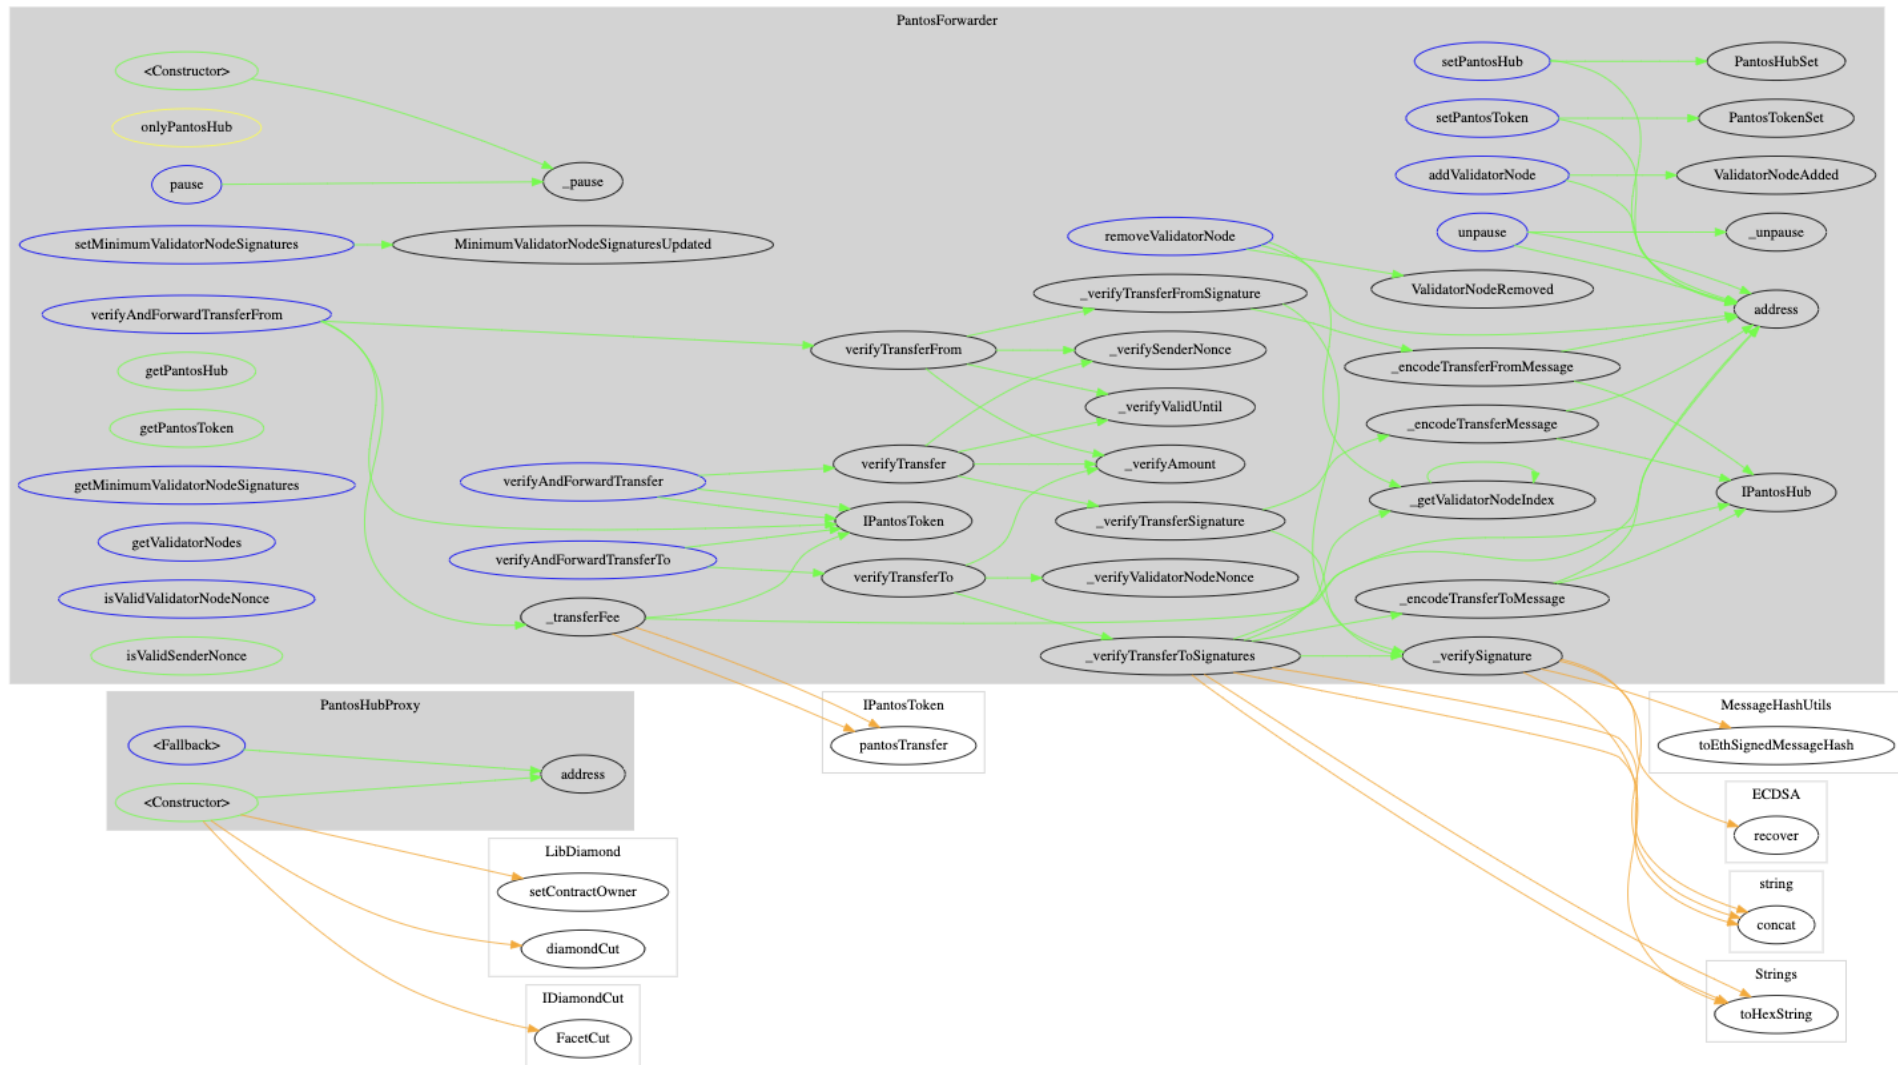 PantosForwarder
<Constructor>
onlyPantosHub
pause
_pause
setMinimumValidatorNodeSignatures
MinimumValidatorNodeSignaturesUpdated
verifyAndForwardTransferFrom
getPantosHub
getPantosToken
getMinimumValidatorNodeSignatures
getValidatorNodes
isValidValidatorNodeNonce
isValidSenderNonce
verifyAndForwardTransfer
verifyAndForwardTransferTo
_transferFee
verifyTransferFrom
verifyTransfer
IPantosToken
verifyTransferTo
removeValidatorNode
_verifyTransferFromSignature
_verifySenderNonce
_verifyValidUntil
_verifyAmount
_verifyTransferSignature
_verifyValidatorNodeNonce
_verifyTransferToSignatures
setPantosHub
setPantosToken
addValidatorNode
unpause
ValidatorNodeRemoved
_encodeTransferFromMessage
_encodeTransferMessage
_getValidatorNodeIndex
_encodeTransferToMessage
_verifySignature
PantosHubSet
PantosTokenSet
ValidatorNodeAdded
_unpause
address
IPantosHub
PantosHubProxy
<Fallback>
<Constructor>
address
IPantosToken
pantosTransfer
LibDiamond
setContractOwner
diamondCut
IDiamondCut
FacetCut
MessageHashUtils
toEthSignedMessageHash
ECDSA
recover
string
concat
Strings
toHexString